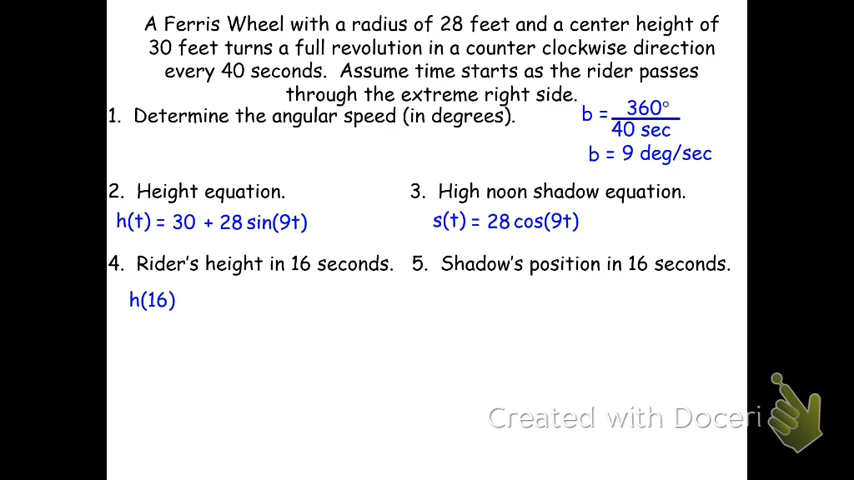 A Ferris Wheel with a radius of 28 feet and a center height of
30 feet turns a full revolution in a counter clockwise direction
every 40 seconds. Assume time starts as the rider passes
through the extreme right side.
1. Determine the angular speed (in degrees).
b = 360°
40 sec
b = 9 deg/sec
2. Height equation.
h(t) = 30 + 28 sin(9t)
3. High noon shadow equation.
s(t) = 28 cos(9t)
4. Rider's height in 16 seconds.
h(16)
5. Shadow's position in 16 seconds.
Created with Doceri